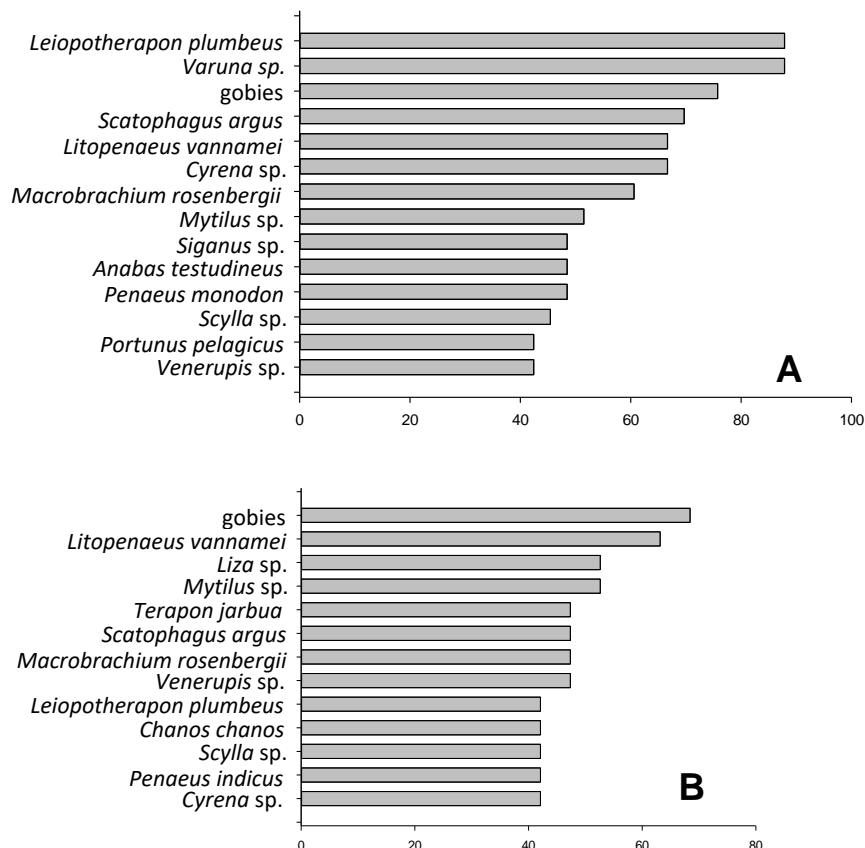 Leiopotherapon plumbeus
Varuna sp.
gobies
Scatophagus argus
Litopenaeus vannamei
Cyrena sp.
Macrobrachium rosenbergii
Mytilus sp.
Siganus sp.
Anabas testudineus
Penaeus monodon
Scylla sp.
Portunus pelagicus
Venerupis sp.
A
0 20 40 60 80 100
gobies
Litopenaeus vannamei
Liza sp.
Mytilus sp.
Terapon jarbua
Scatophagus argus
Macrobrachium rosenbergii
Venerupis sp.
Leiopotherapon plumbeus
Chanos chanos
Scylla sp.
Penaeus indicus
Cyrena sp.
B
0 20 40 60 80